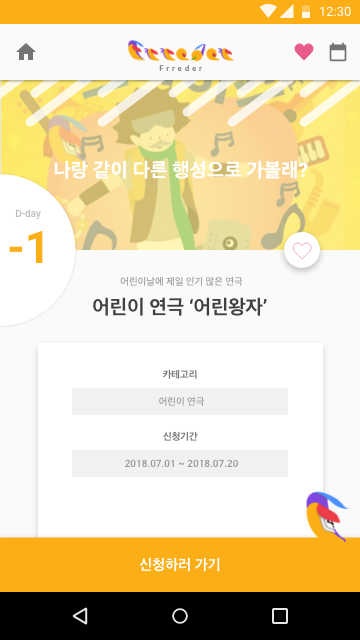 12:30
Frreder
Frreder
나랑 같이 다른 행성으로 가볼래?
D-day
-1
어린이날에 제일 인기 많은 연극
어린이 연극 ‘어린왕자’
카테고리
어린이 연극
신청기간
2018.07.01 ~ 2018.07.20
신청하러 가기